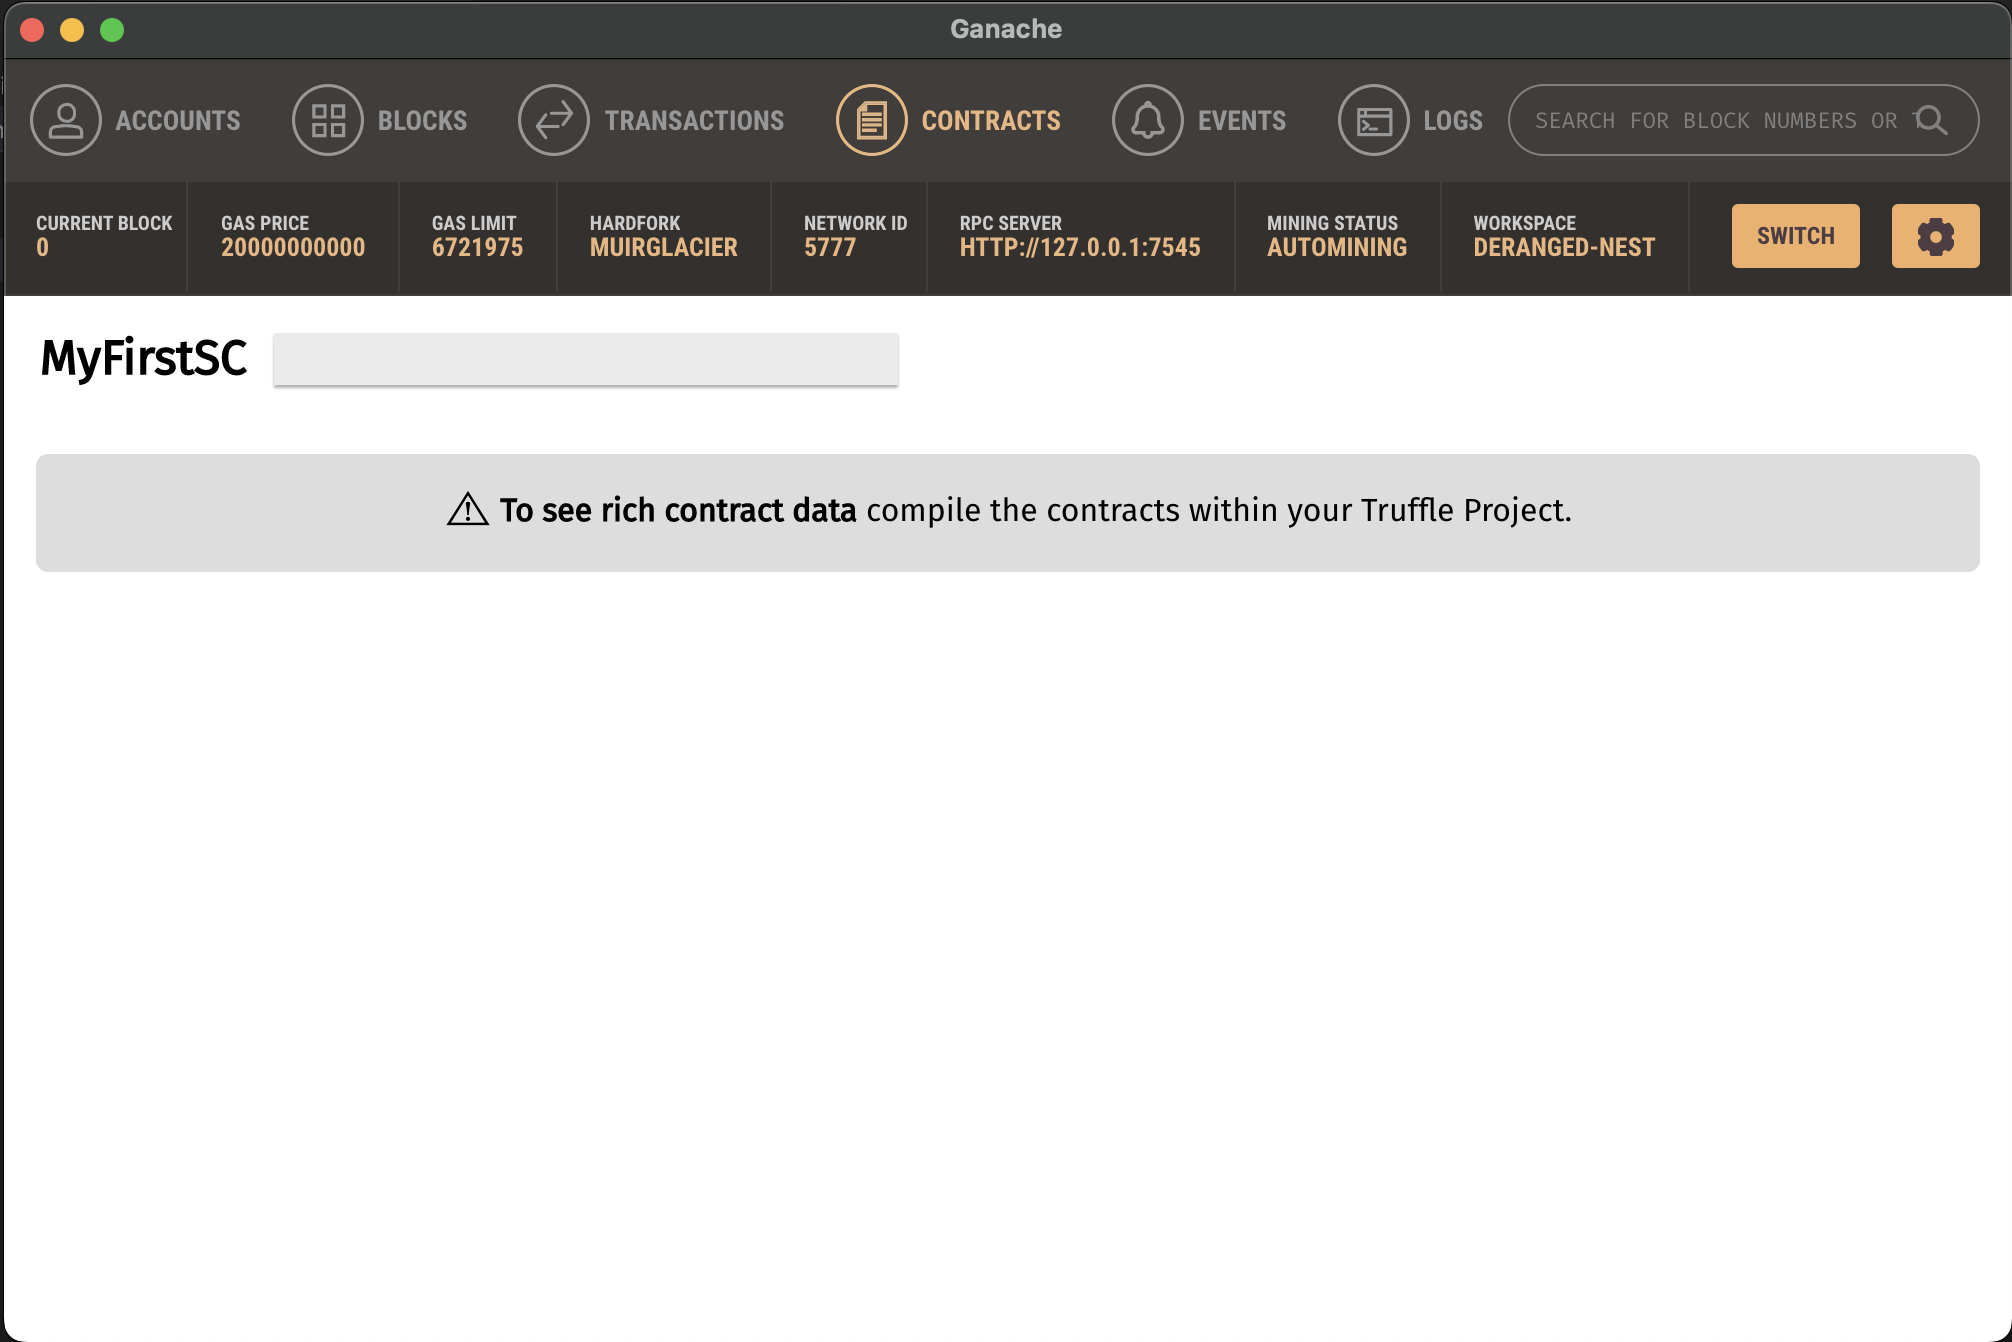 Ganache
ACCOUNTS BLOCKS TRANSACTIONS CONTRACTS EVENTS LOGS SEARCH FOR BLOCK NUMBERS OR
CURRENT BLOCK GAS PRICE GAS LIMIT HARDFORK NETWORK ID RPC SERVER MINING STATUS WORKSPACE
0 20000000000 6721975 MUIRGLACIER 5777 HTTP://127.0.0.1:7545 AUTOMINING DERANGED-NEST
SWITCH
MyFirstSC
To see rich contract data compile the contracts within your Truffle Project.